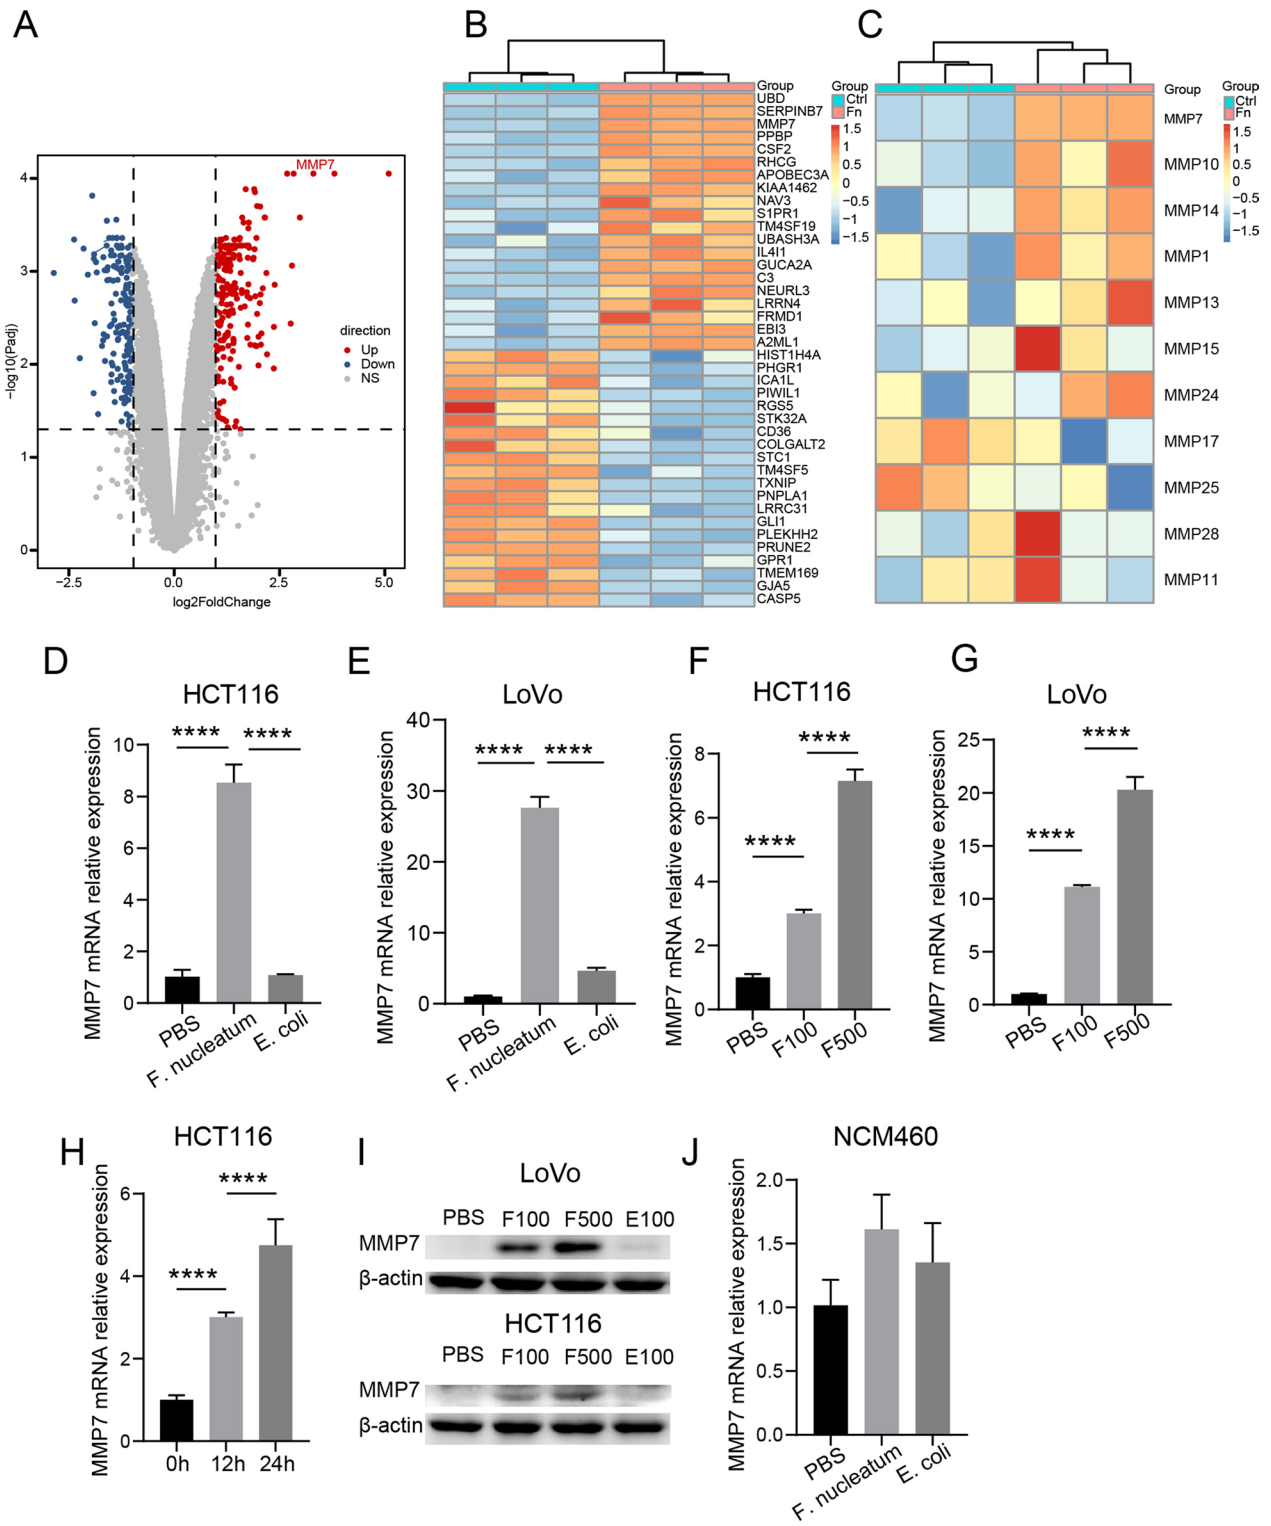 A
B
C
MMP7
4
3
2
1
0
−log10(Padj)
−2.5
0.0
2.5
5.0
log2FoldChange
direction
Up
Down
NS
Group
UBD
SERPINB7
MMP7
PPBP
CSF2
RHCG
APOBEC3A
KIAA1462
NAV3
S1PR1
TM4SF19
UBASH3A
IL4I1
GUCA2A
C3
NEURL3
LRRN4
FRMD1
EBI3
A2ML1
HIST1H4A
PHGR1
ICA1L
PIWIL1
RGS5
STK32A
CD36
COLGALT2
STC1
TM4SF5
TXNIP
PNPLA1
LRRC31
GLI1
PLEKHH2
PRUNE2
GPR1
TMEM169
GJA5
CASP5
Group
Ctrl
Fn
1.5
1
0.5
0
−0.5
−1
−1.5
Group
MMP7
MMP10
MMP14
MMP1
MMP13
MMP15
MMP24
MMP17
MMP25
MMP28
MMP11
Group
Ctrl
Fn
1.5
1
0.5
0
−0.5
−1
−1.5
D
HCT116
MMP7 mRNA relative expression
10
8
6
4
2
0
**** ****
PBS
F. nucleatum
E. coli
E
LoVo
MMP7 mRNA relative expression
40
30
20
10
0
**** ****
PBS
F. nucleatum
E. coli
F
HCT116
MMP7 mRNA relative expression
8
6
4
2
0
****
****
PBS
F100
F500
G
LoVo
MMP7 mRNA relative expression
25
20
15
10
5
0
****
****
PBS
F100
F500
H
HCT116
MMP7 mRNA relative expression
6
4
2
0
****
****
0h 12h 24h
I
LoVo
PBS F100 F500 E100
MMP7
β-actin
HCT116
PBS F100 F500 E100
MMP7
β-actin
J
NCM460
MMP7 mRNA relative expression
2.0
1.5
1.0
0.5
0.0
PBS
F. nucleatum
E. coli